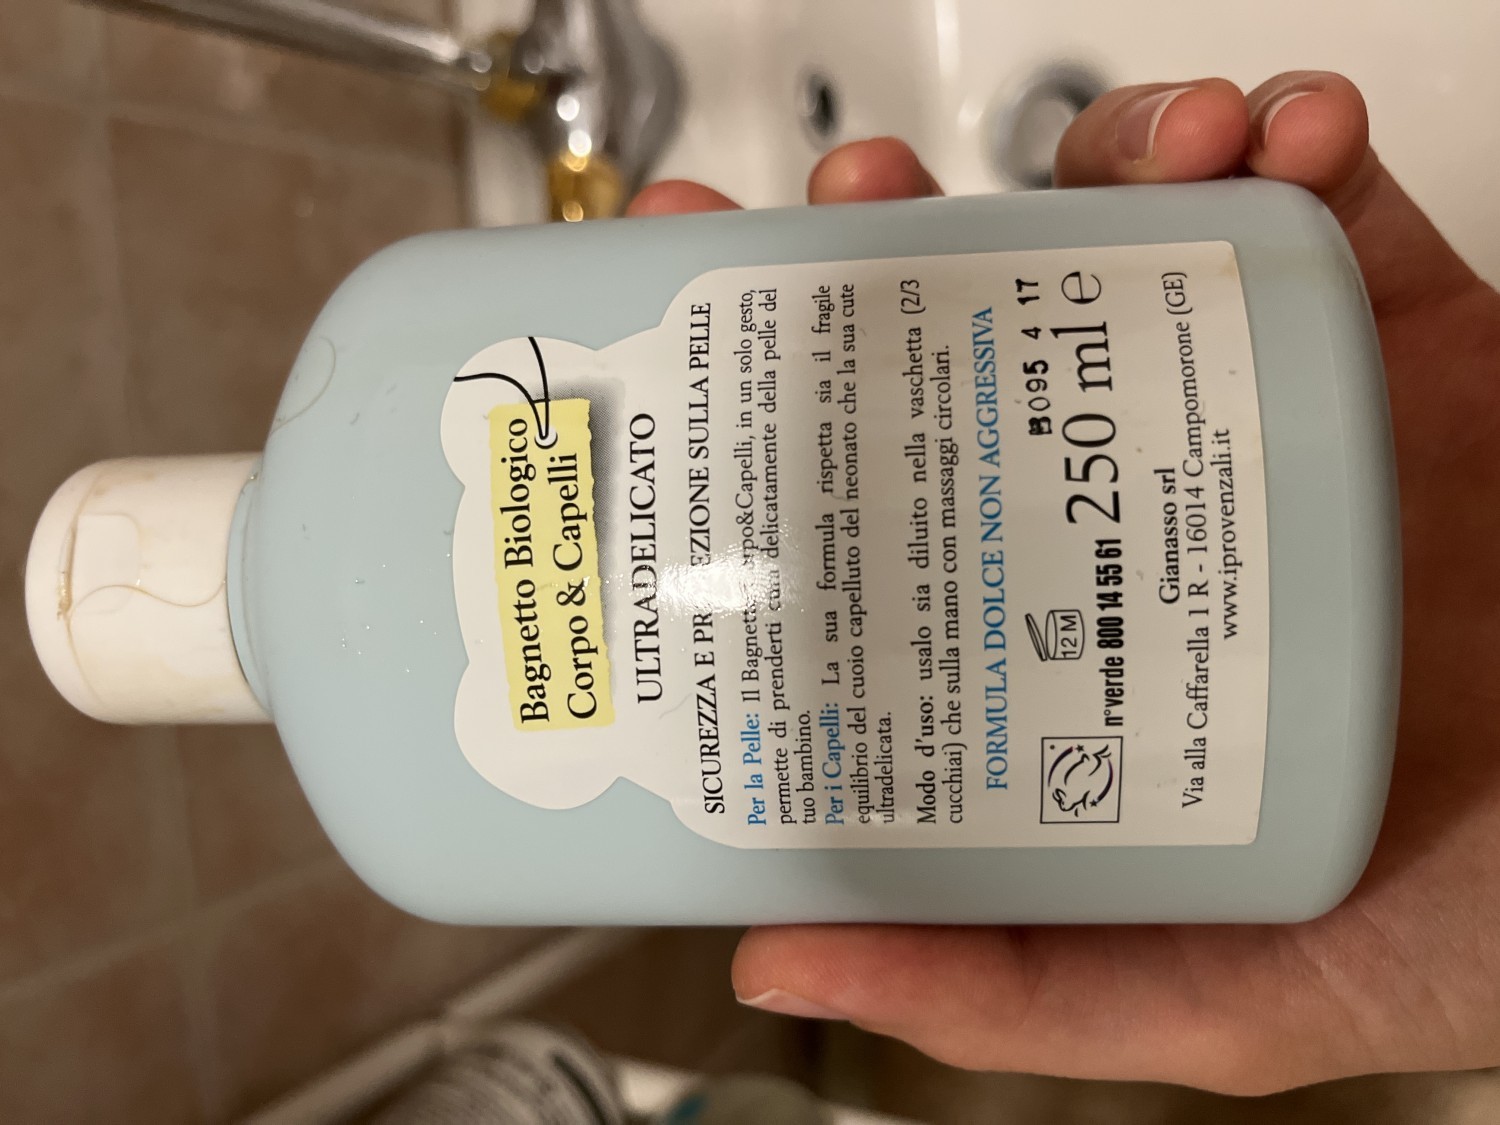 Bagnetto Biologico
Corpo & Capelli
ULTRADELICATO
SICUREZZA E PR EZIONE SULLA PELLE
Per la Pelle: Il Bagnetto rpo&Capelli, in un solo gesto,
permette di prenderti cura delicatamente della pelle del
tuo bambino.
Per i Capelli: La sua formula rispetta sia il fragile
equilibrio del cuoio capelluto del neonato che la sua cute
ultradelicata.
Modo d'uso: usalo sia diluito nella vaschetta (2/3
cucchiai) che sulla mano con massaggi circolari.
FORMULA DOLCE NON AGGRESSIVA
095 4 17
12 M
n°verde 800 14 55 61 250 ml e
Gianasso srl
Via alla Caffarella 1 R - 16014 Campomorone (GE)
www.iprovenzali.it